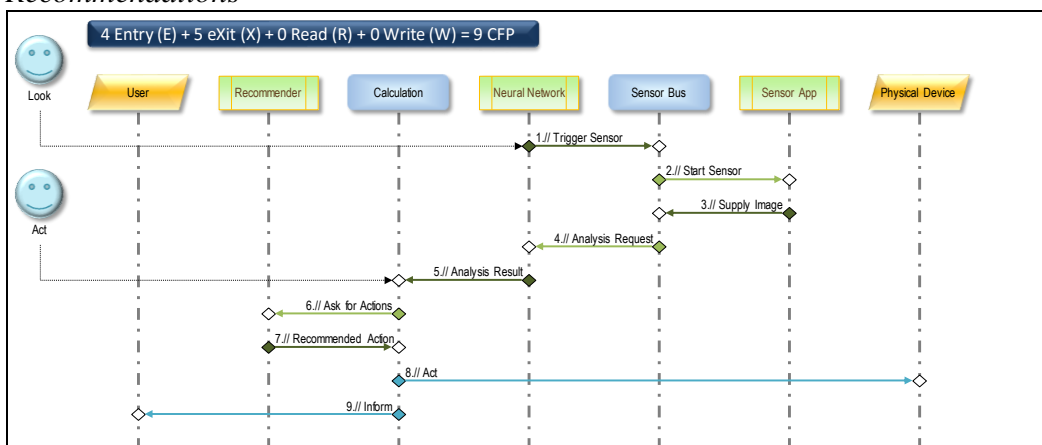 Recommendations
4 Entry (E) + 5 eXit (X) + 0 Read (R) + 0 Write (W) = 9 CFP
Look
User
Recommender
Calculation
Neural Network
Sensor Bus
Sensor App
Physical Device
1.// Trigger Sensor
2.// Start Sensor
Act
3.// Supply Image
4.// Analysis Request
5.// Analysis Result
6.// Ask for Actions
7.// Recommended Action
8.// Act
9.// Inform